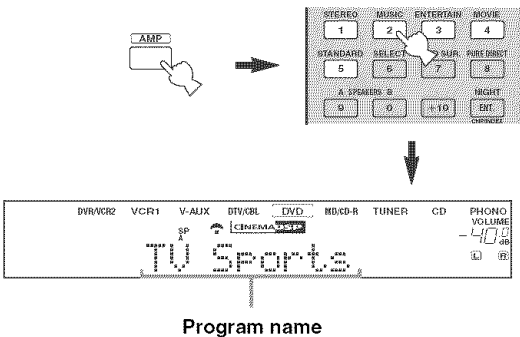 AMP
STEREO MUSIC ENTERTAIN MOVIE
1 2 3 4
STANDARD SELECT SUR. PURE DIRECT
5 6 7 8
A SPEAKERS B NIGHT
9 0 +10 ENT.
DVR/VCR2 VCR1 V-AUX DTV/CBL DVD MD/CD-R TUNER CD PHONO
VOLUME
SP
A
CINEMA DSP
-40.0 dB
TV Sports
L R
Program name